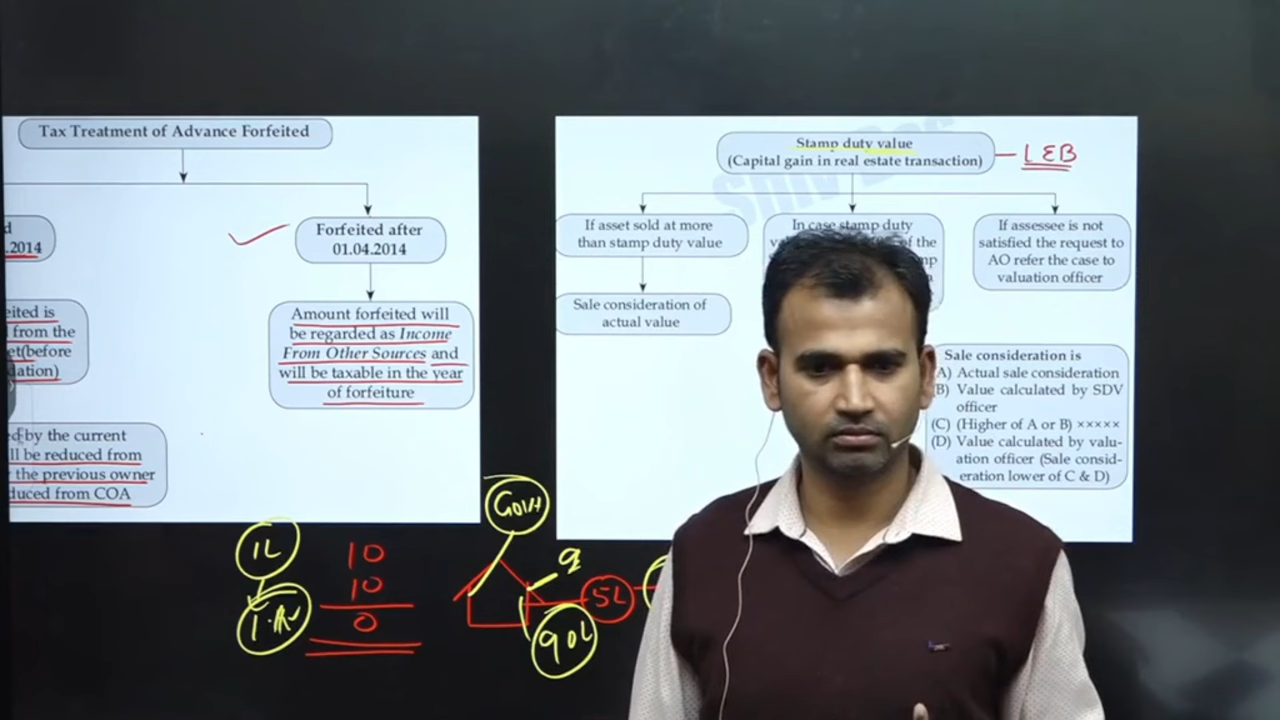 Tax Treatment of Advance Forfeited
.2014
Forfeited after
01.04.2014
eited is
from the
et(before
dation)
Amount forfeited will
be regarded as Income
From Other Sources and
will be taxable in the year
of forfeiture
ed by the current
ll be reduced from
the previous owner
duced from COA
Stamp duty value
(Capital gain in real estate transaction)
LEB
If asset sold at more
than stamp duty value
Sale consideration of
actual value
In case stamp duty
of the
If assessee is not
satisfied the request to
AO refer the case to
valuation officer
Sale consideration is
A) Actual sale consideration
B) Value calculated by SDV
officer
(C) (Higher of A or B) ×××××
(D) Value calculated by valu-
ation officer (Sale consid-
eration lower of C & D)
1L
10
10
0
5L
90L